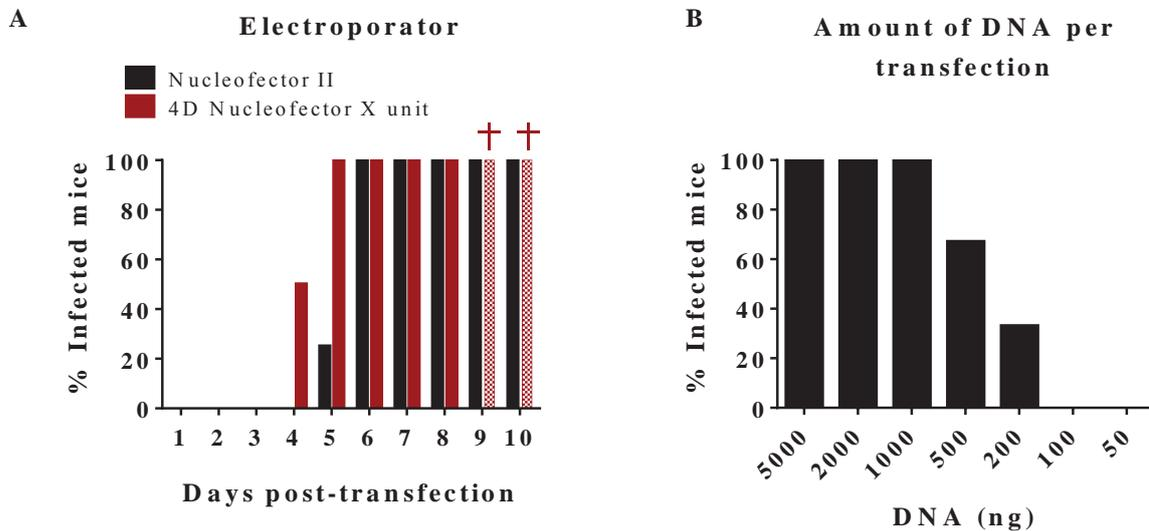 A
Electroporator
Nucleofector II
4D Nucleofector X unit
% Infected mice
100
80
60
40
20
0
1 2 3 4 5 6 7 8 9 10
Days post-transfection
B
Amount of DNA per
transfection
% Infected mice
100
80
60
40
20
0
5000 2000 1000 500 200 100 50
DNA (ng)